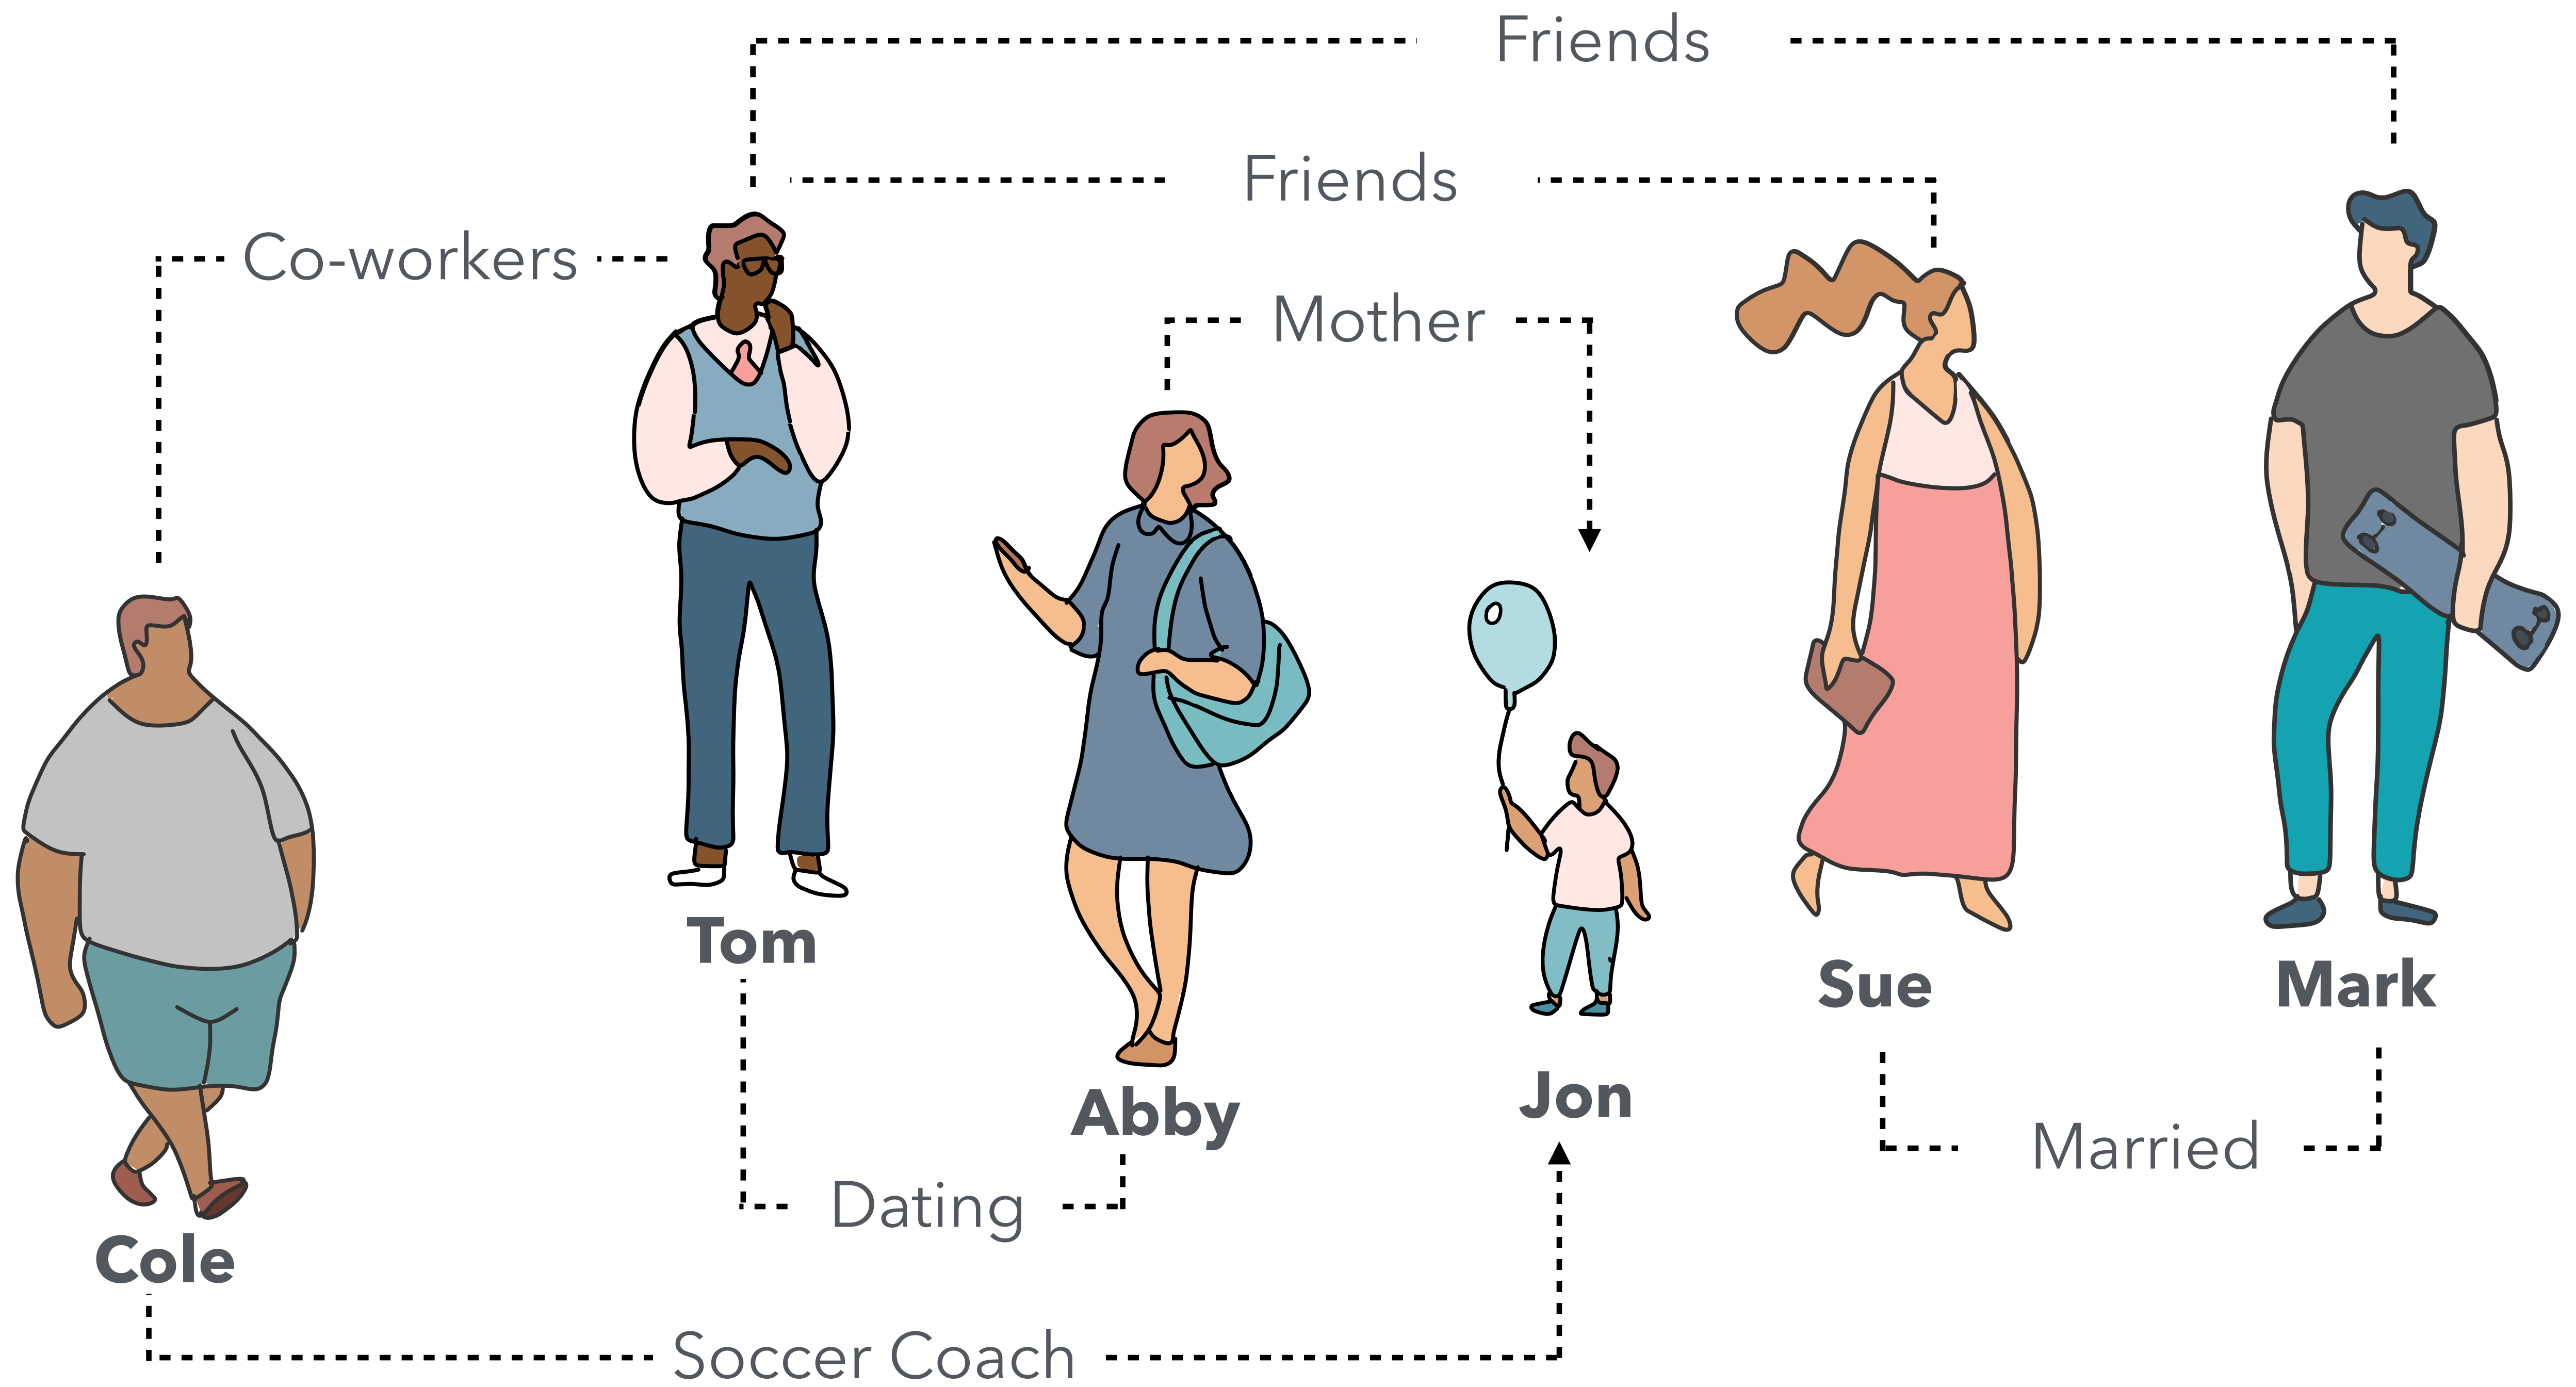 Friends
Friends
Co-workers
Mother
Tom
Sue
Mark
Jon
Abby
Married
Dating
Cole
Soccer Coach